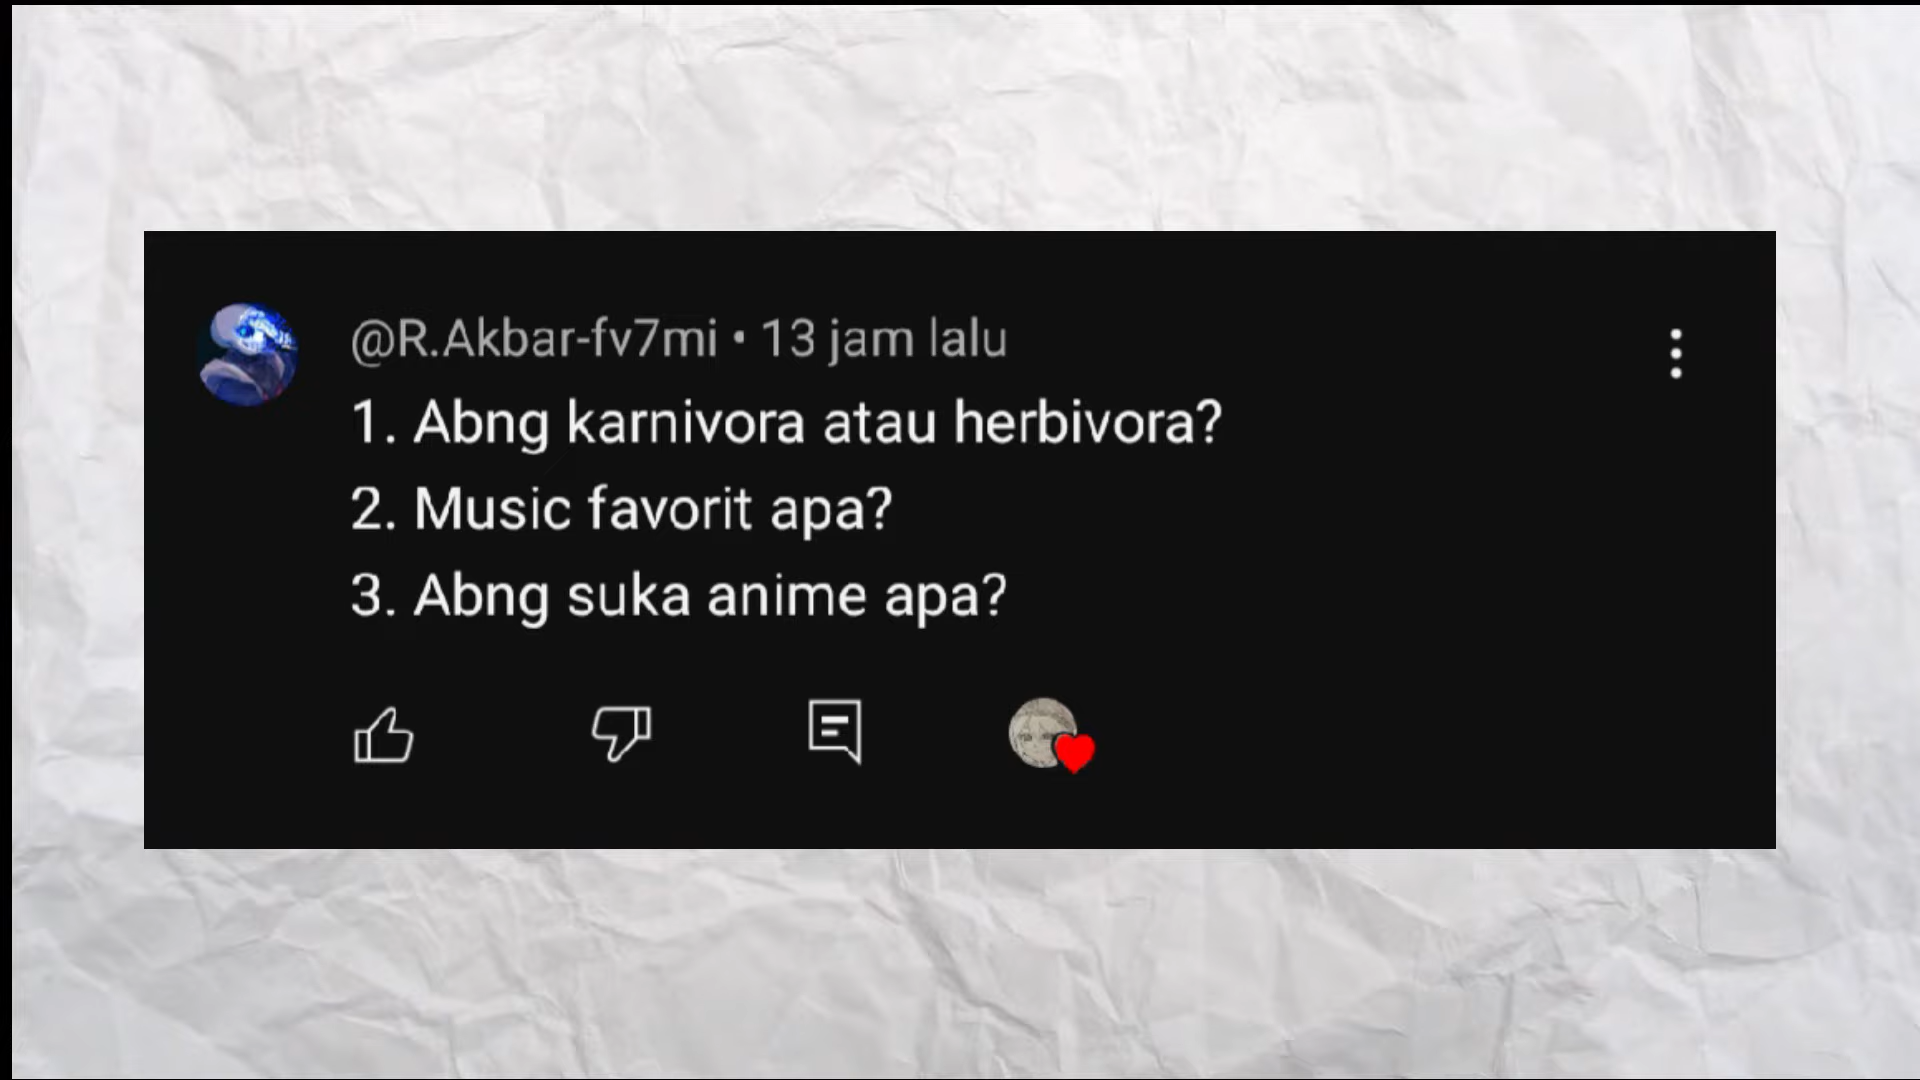 @R.Akbar-fv7mi • 13 jam lalu
1. Abng karnivora atau herbivora?
2. Music favorit apa?
3. Abng suka anime apa?